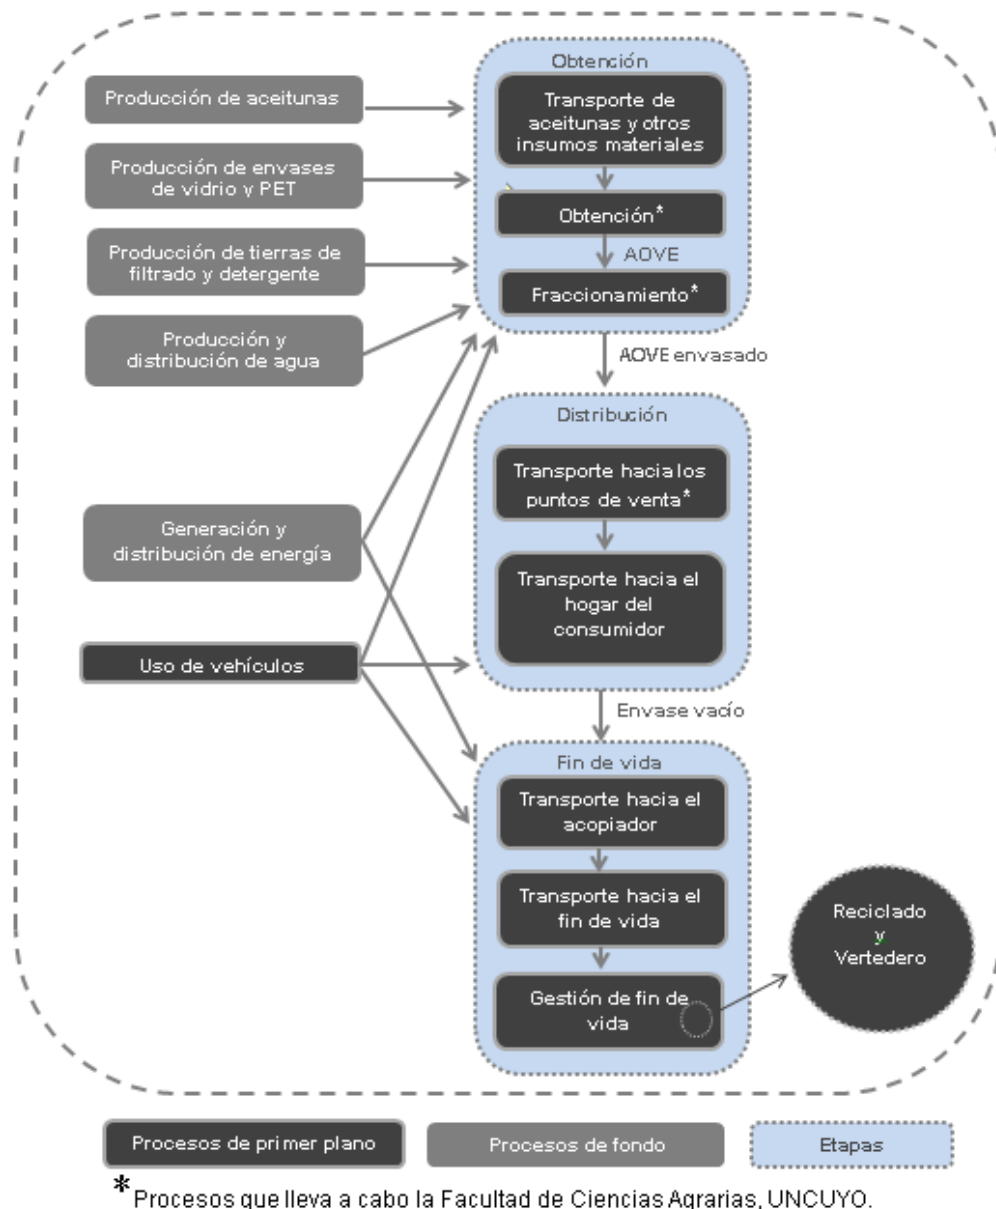 Producción de aceitunas
Producción de envases
de vidrio y PET
Producción de tierras de
filtrado y detergente
Producción y
distribución de agua
Generación y
distribución de energía
Uso de vehículos
Obtención
Transporte de
aceitunas y otros
insumos materiales
Obtención*
AOVE
Fraccionamiento*
AOVE envasado
Distribución
Transporte hacia los
puntos de venta*
Transporte hacia el
hogar del
consumidor
Envase vacío
Fin de vida
Transporte hacia el
acopiador
Transporte hacia el
fin de vida
Gestión de fin de
vida
Reciclado
y
Vertedero
Procesos de primer plano
Procesos de fondo
Etapas
* Procesos que lleva a cabo la Facultad de Ciencias Agrarias, UNCUYO.